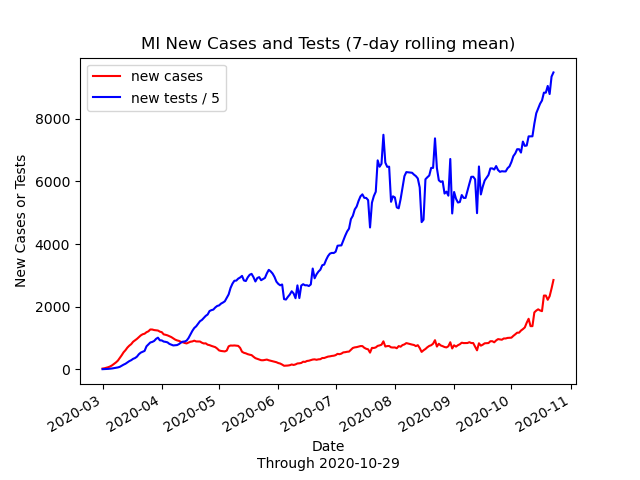 MI New Cases and Tests (7-day rolling mean)
new cases
new tests / 5
New Cases or Tests
8000
6000
4000
2000
0
2020-03
2020-04
2020-05
2020-06
2020-07
2020-08
2020-09
2020-10
2020-11
Date
Through 2020-10-29